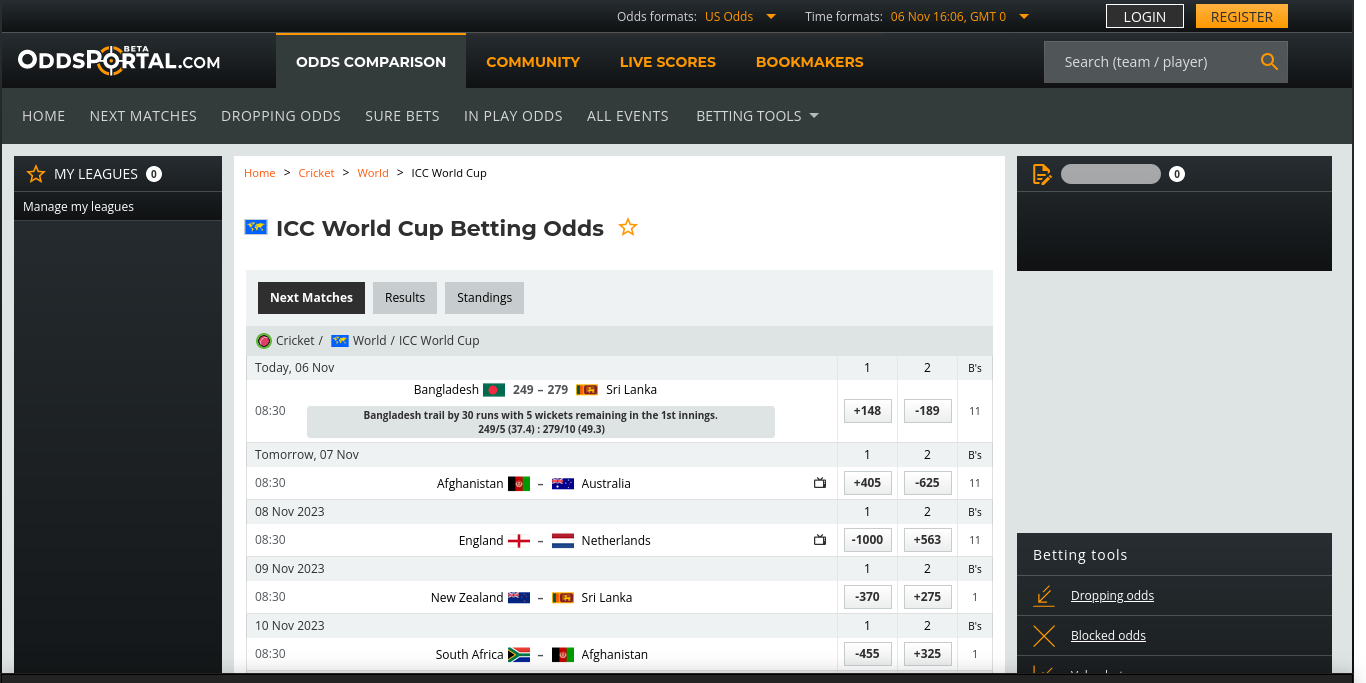 Odds formats: US Odds Time formats: 06 Nov 16:06, GMT 0 LOGIN REGISTER
ODDSPORTAL.COM BETA ODDS COMPARISON COMMUNITY LIVE SCORES BOOKMAKERS Search (team / player)
HOME NEXT MATCHES DROPPING ODDS SURE BETS IN PLAY ODDS ALL EVENTS BETTING TOOLS
MY LEAGUES 0
Manage my leagues
Home > Cricket > World > ICC World Cup
ICC World Cup Betting Odds
Next Matches Results Standings
Cricket / World / ICC World Cup
Today, 06 Nov 1 2 B's
Bangladesh 249 – 279 Sri Lanka
08:30 +148 -189 11
Bangladesh trail by 30 runs with 5 wickets remaining in the 1st innings.
249/5 (37.4) : 279/10 (49.3)
Tomorrow, 07 Nov 1 2 B's
08:30 Afghanistan – Australia +405 -625 11
08 Nov 2023 1 2 B's
08:30 England – Netherlands -1000 +563 11
09 Nov 2023 1 2 B's
08:30 New Zealand – Sri Lanka -370 +275 1
10 Nov 2023 1 2 B's
08:30 South Africa – Afghanistan -455 +325 1
0
Betting tools
Dropping odds
Blocked odds